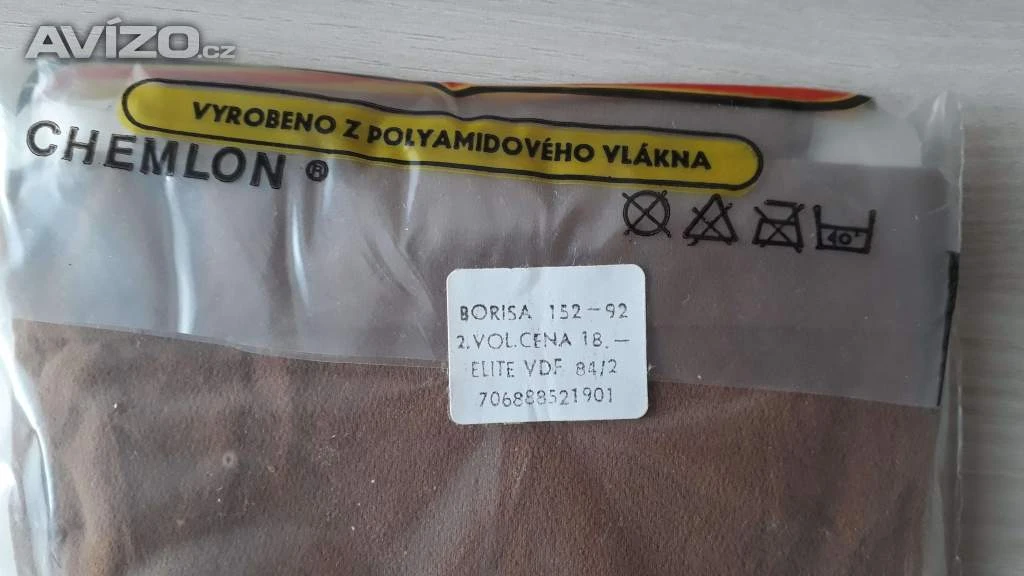 AVÍZO.cz
VYROBENO Z POLYAMIDOVÉHO VLÁKNA
CHEMLON ®
40°
BORISA 152-92
2.VOL.CENA 18.-
ELITE VDF 84/2
706888521901